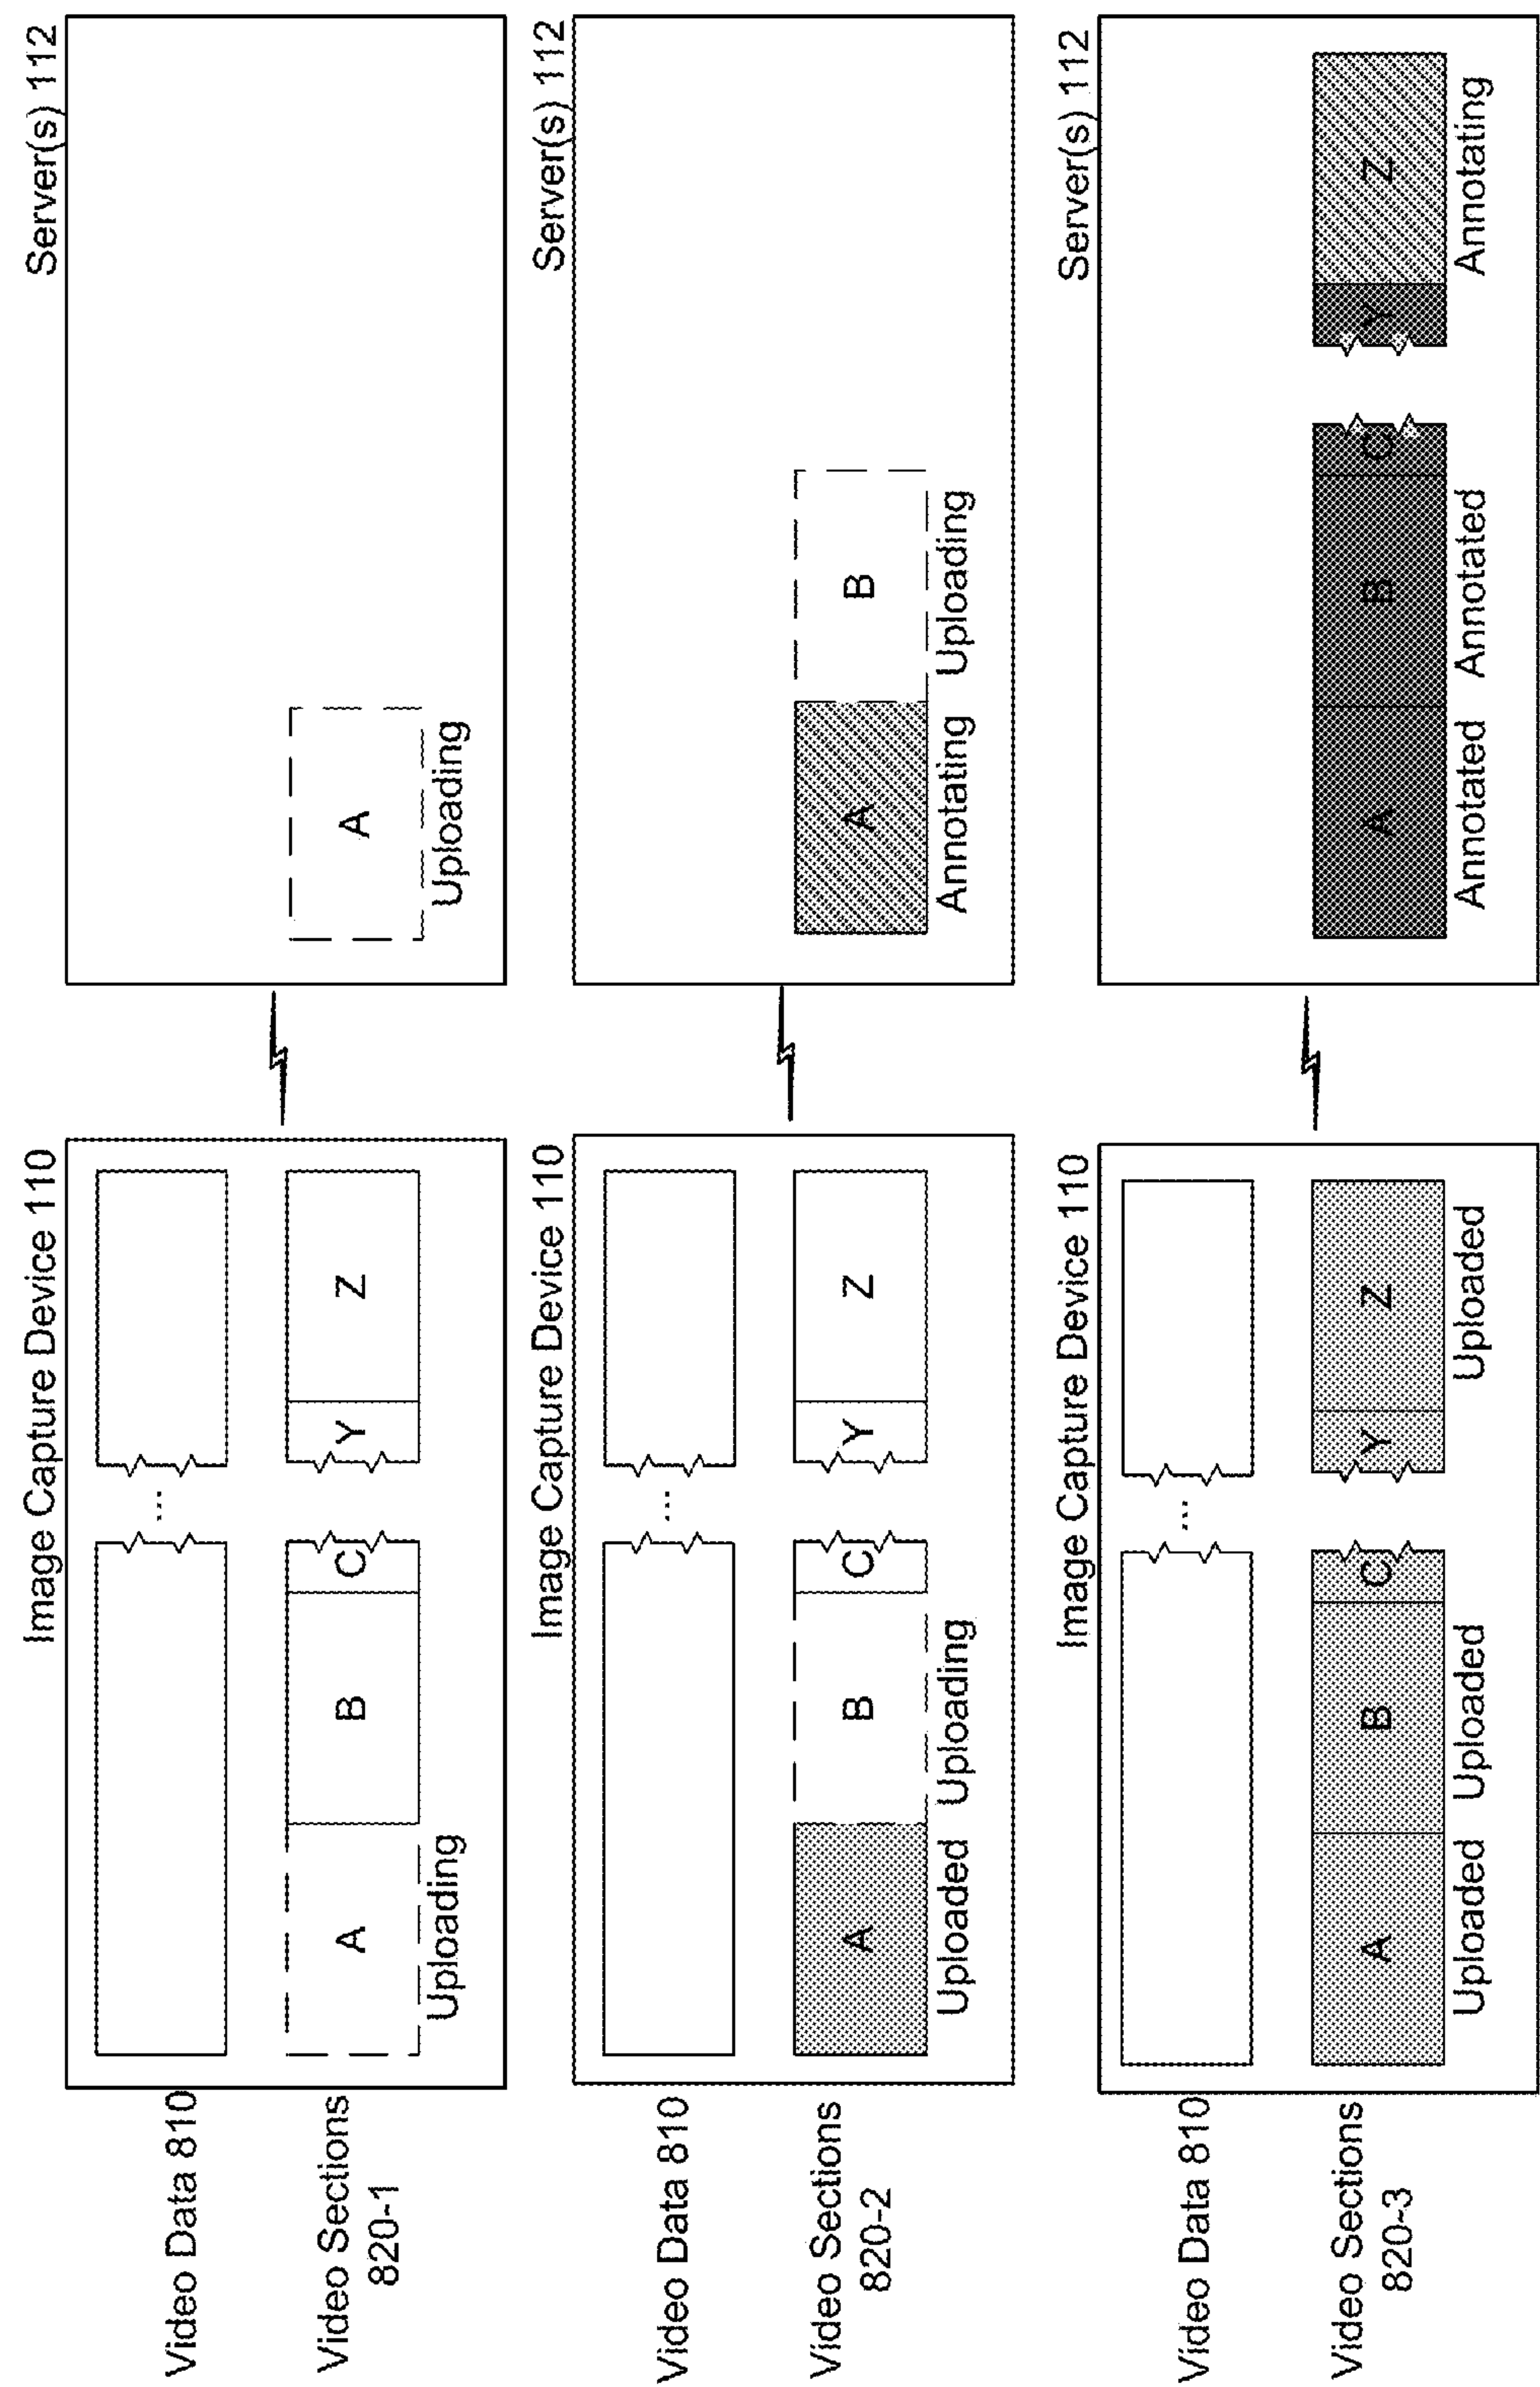 Image Capture Device 110
Server(s) 112
Video Data 810
...
Video Sections
820-1
A
B
C
Y
Z
Uploading
A
Uploading
Image Capture Device 110
Server(s) 112
Video Data 810
...
Video Sections
820-2
A
B
C
Y
Z
Uploaded
Uploading
A
B
Annotating
Uploading
Image Capture Device 110
Server(s) 112
Video Data 810
...
Video Sections
820-3
A
B
C
Y
Z
Uploaded
Uploaded
Uploaded
A
B
C
Y
Z
Annotated
Annotated
Annotating